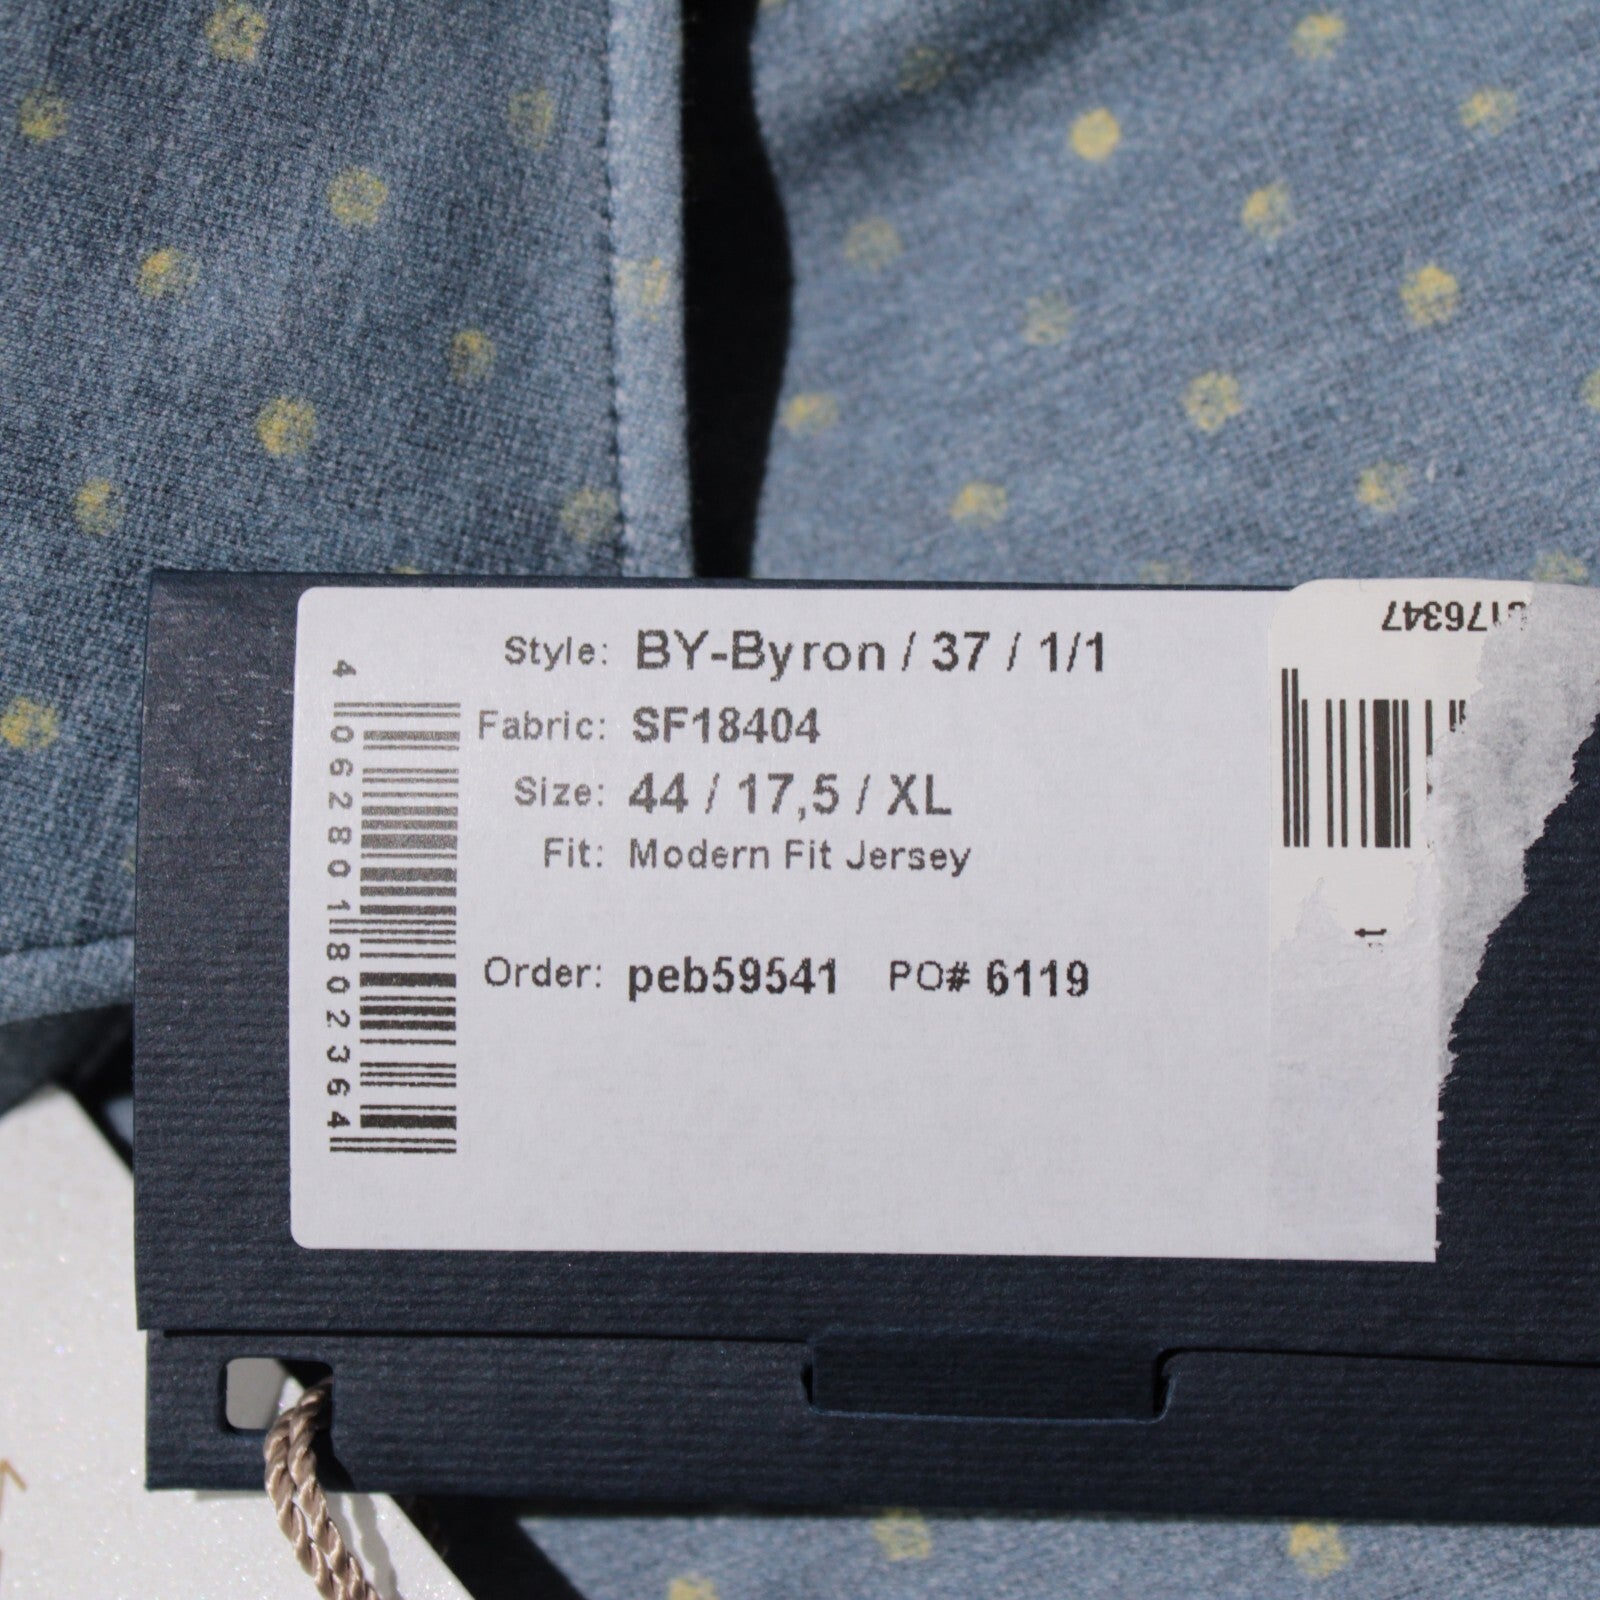 Style: BY-Byron / 37 / 1/1
Fabric: SF18404
Size: 44 / 17,5 / XL
Fit: Modern Fit Jersey
Order: peb59541 PO# 6119
4 062801 802364
176347